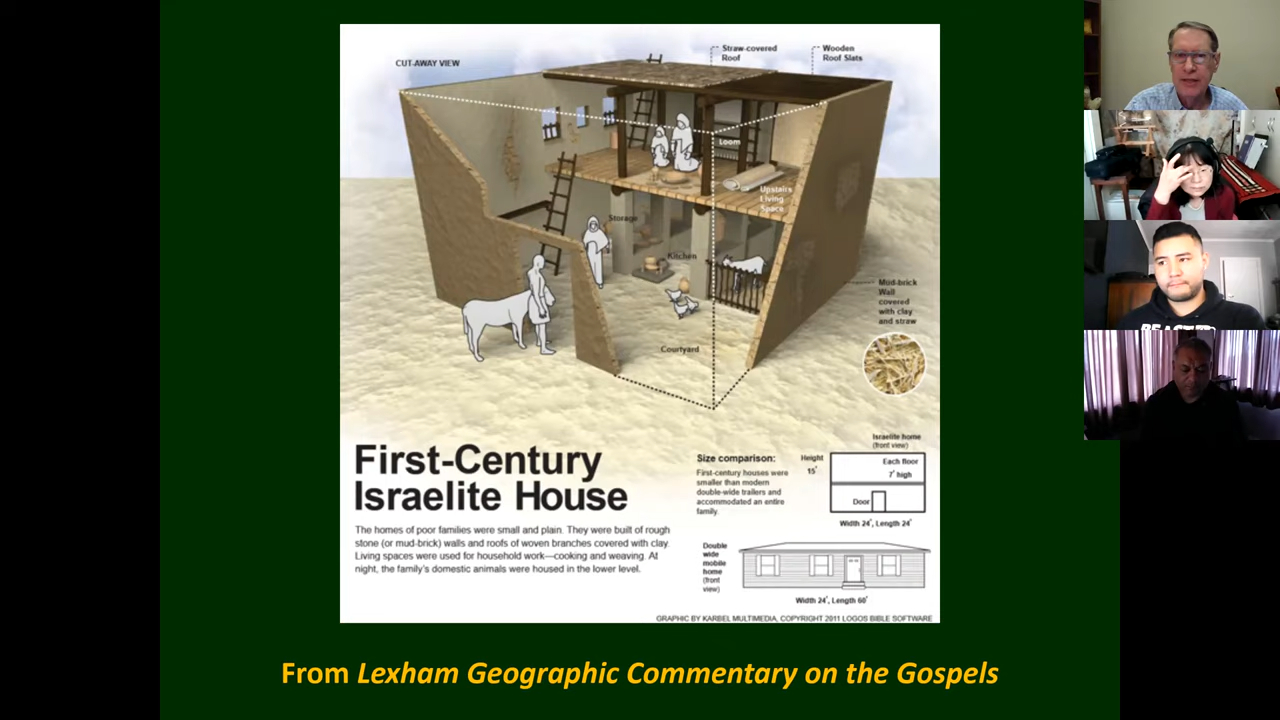 CUT-AWAY VIEW
Straw-covered
Roof
Wooden
Roof Slats
Loom
Upstairs
Living
Space
Storage
Kitchen
Mud-brick
Wall
covered
with clay
and straw
Courtyard
First-Century
Israelite House
The homes of poor families were small and plain. They were built of rough
stone (or mud-brick) walls and roofs of woven branches covered with clay.
Living spaces were used for household work—cooking and weaving. At
night, the family's domestic animals were housed in the lower level.
Size comparison:
First-century houses were
smaller than modern
double-wide trailers and
accommodated an entire
family.
Israelite home
(front view)
Height
15'
Each floor
7' high
Door
Width 24', Length 24'
Double
wide
mobile
home
(front
view)
Width 24', Length 60'
GRAPHIC BY KARBEL MULTIMEDIA, COPYRIGHT 2011 LOGOS BIBLE SOFTWARE
From Lexham Geographic Commentary on the Gospels